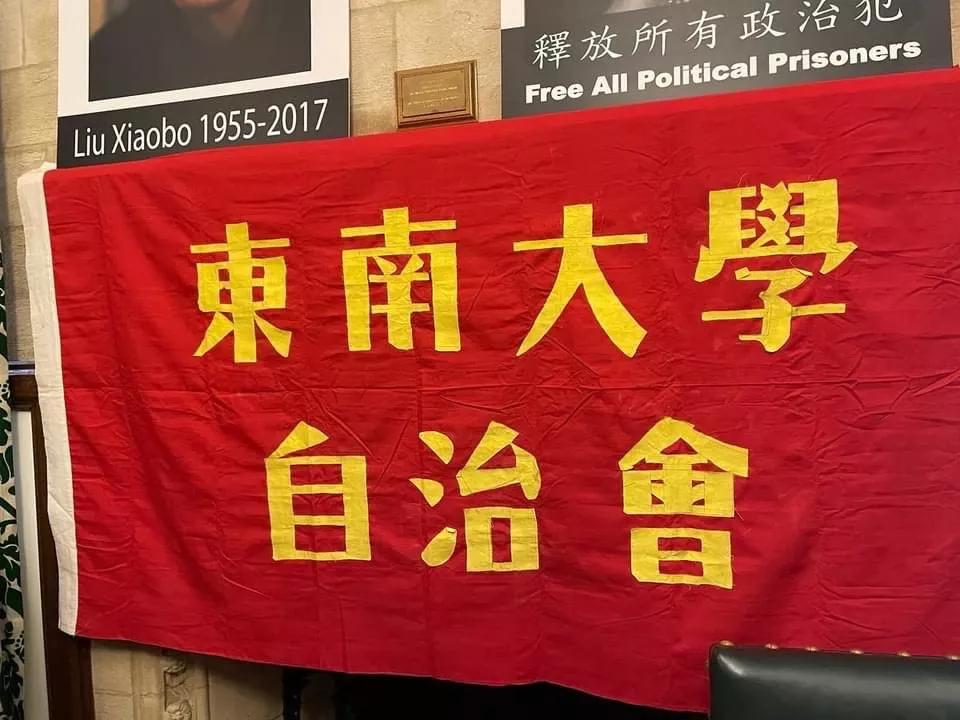 Liu Xiaobo 1955-2017
釋放所有政治犯
Free All Political Prisoners
東南大學
自治會